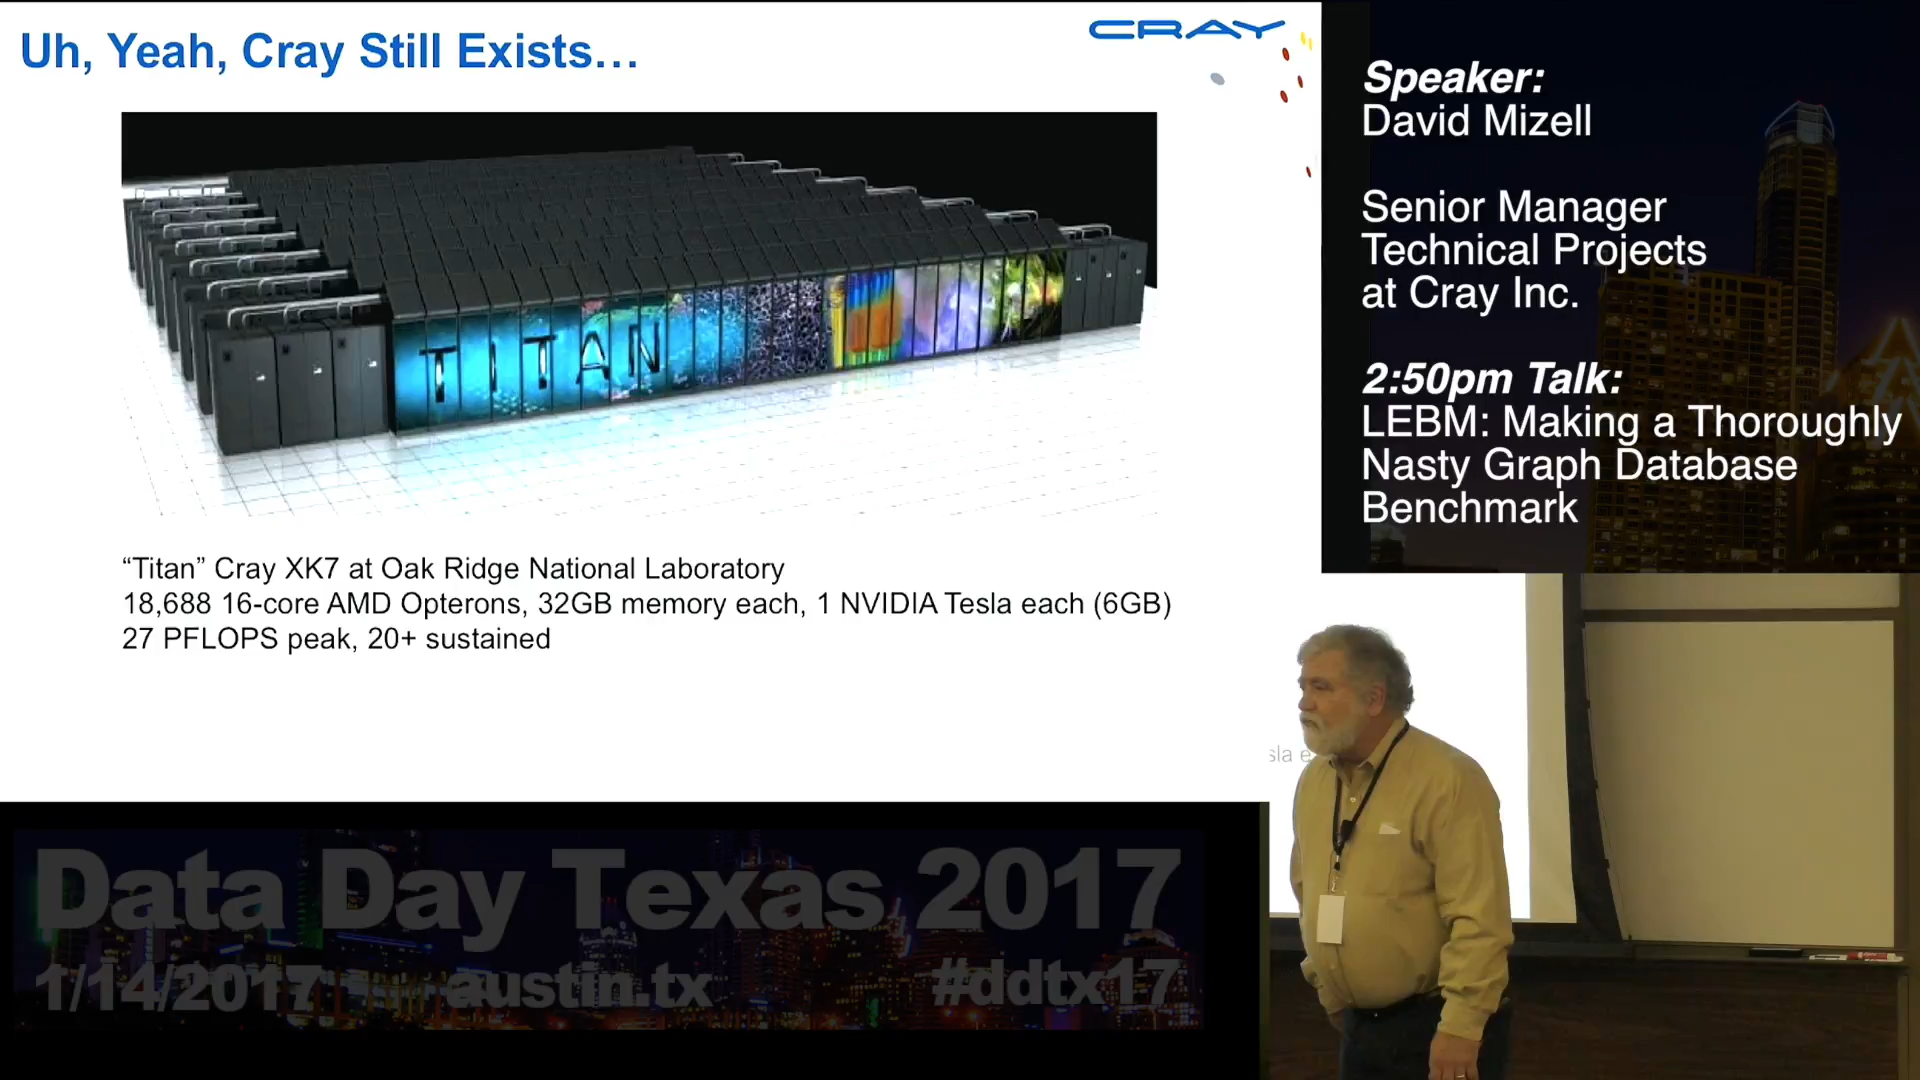 Uh, Yeah, Cray Still Exists…
CRAY
TITAN
“Titan” Cray XK7 at Oak Ridge National Laboratory
18,688 16-core AMD Opterons, 32GB memory each, 1 NVIDIA Tesla each (6GB)
27 PFLOPS peak, 20+ sustained
Speaker:
David Mizell
Senior Manager
Technical Projects
at Cray Inc.
2:50pm Talk:
LEBM: Making a Thoroughly
Nasty Graph Database
Benchmark
sla e
Data Day Texas 2017
1/14/2017 austin.tx #ddtx17